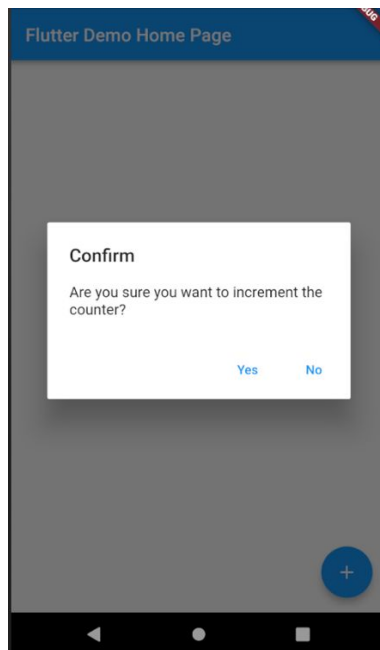 Flutter Demo Home Page
Confirm
Are you sure you want to increment the
counter?
Yes No
+